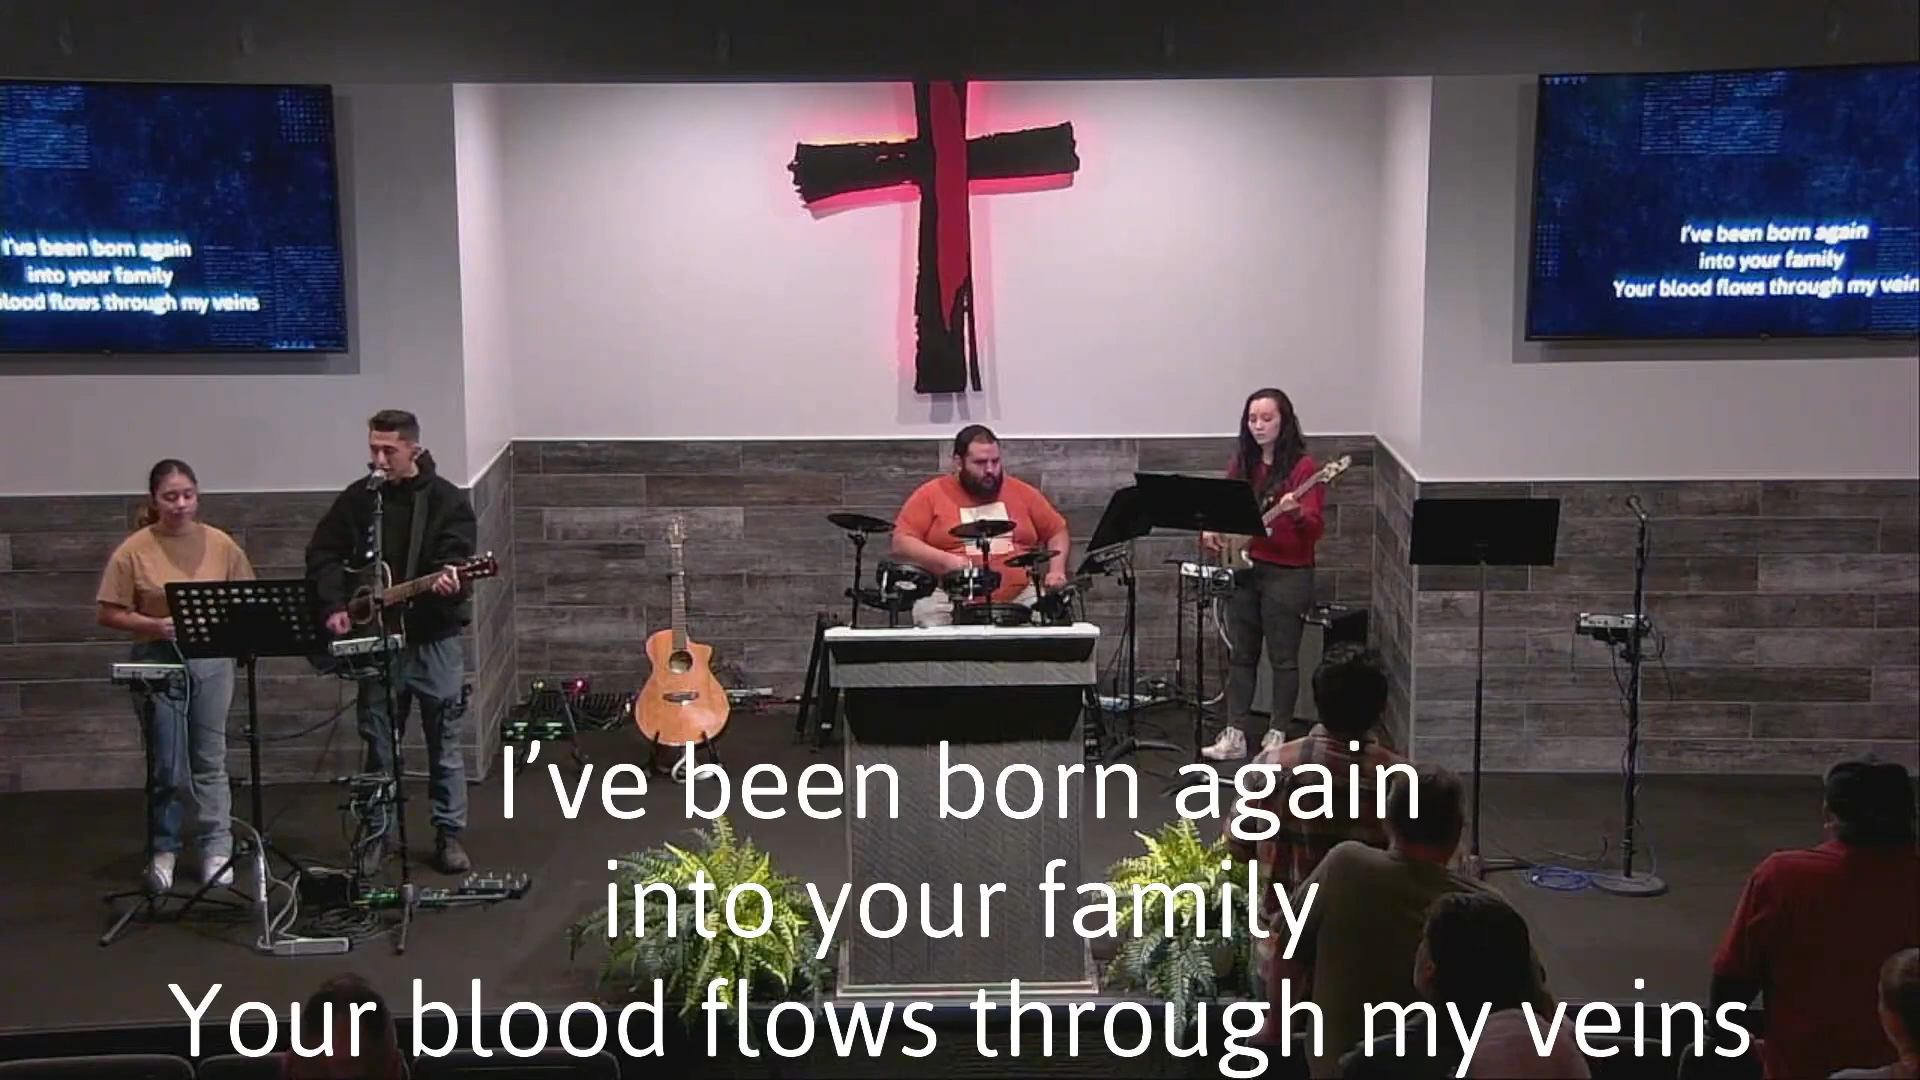 I've been born again
into your family
blood flows through my veins
I've been born again
into your family
Your blood flows through my
I've been born again
into your family
Your blood flows through my veins